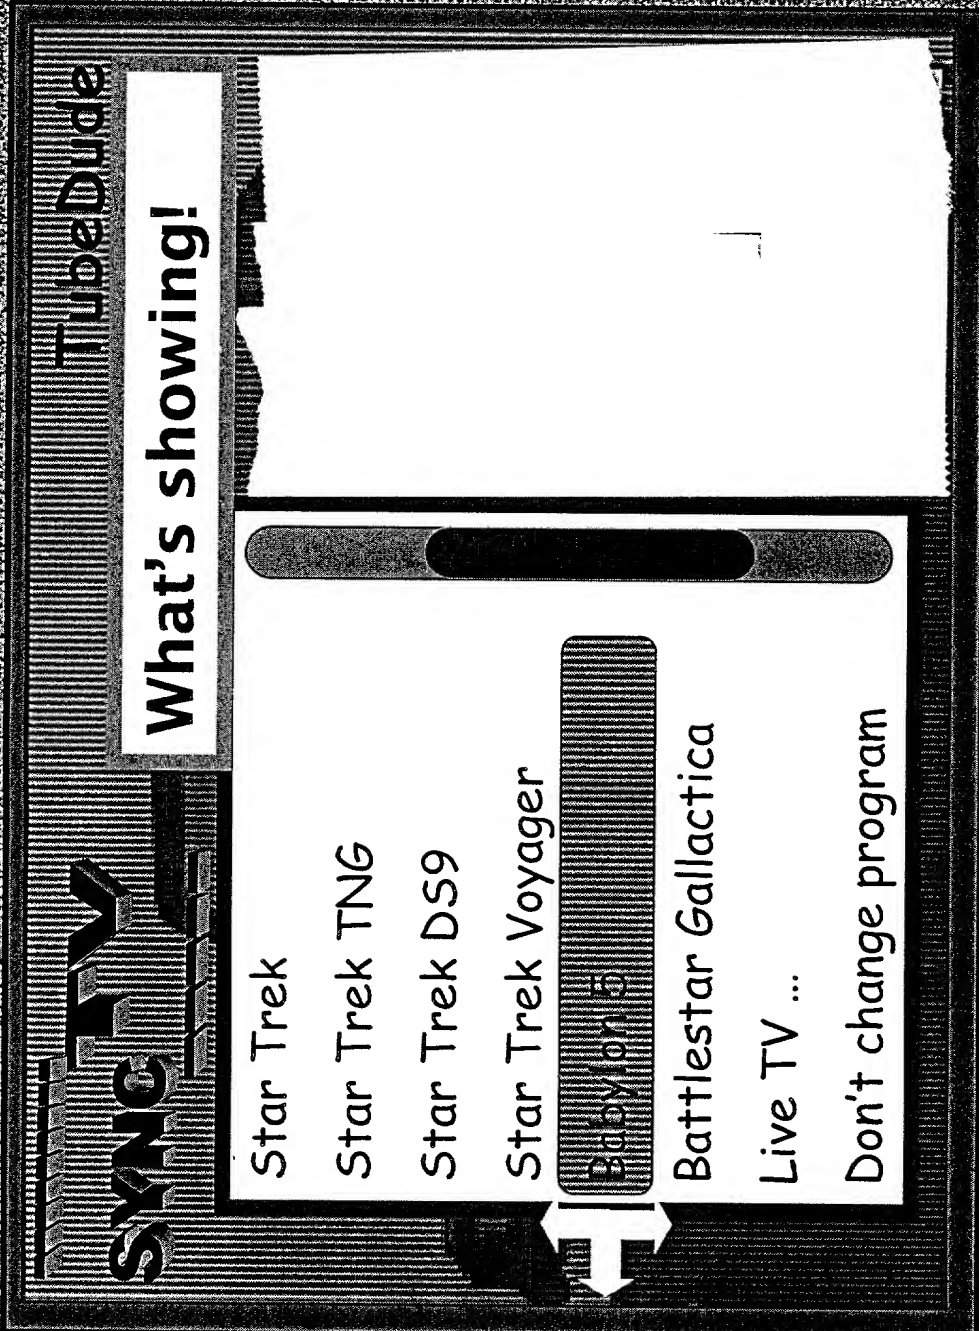 SYNC TV
TubeDude
What's showing!
Star Trek
Star Trek TNG
Star Trek DS9
Star Trek Voyager
Babylon 5
Battlestar Gallactica
Live TV ...
Don't change program